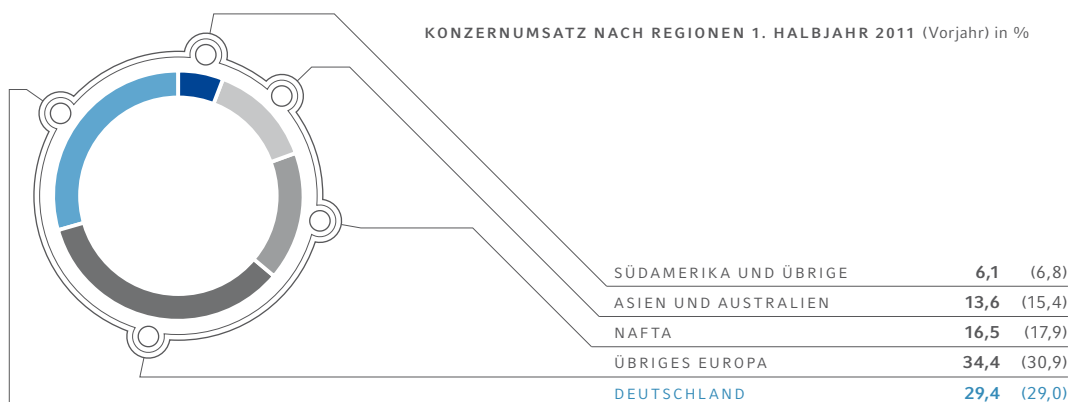 KONZERNUMSATZ NACH REGIONEN 1. HALBJAHR 2011 (Vorjahr) in %
SÜDAMERIKA UND ÜBRIGE 6,1 (6,8)
ASIEN UND AUSTRALIEN 13,6 (15,4)
NAFTA 16,5 (17,9)
ÜBRIGES EUROPA 34,4 (30,9)
DEUTSCHLAND 29,4 (29,0)